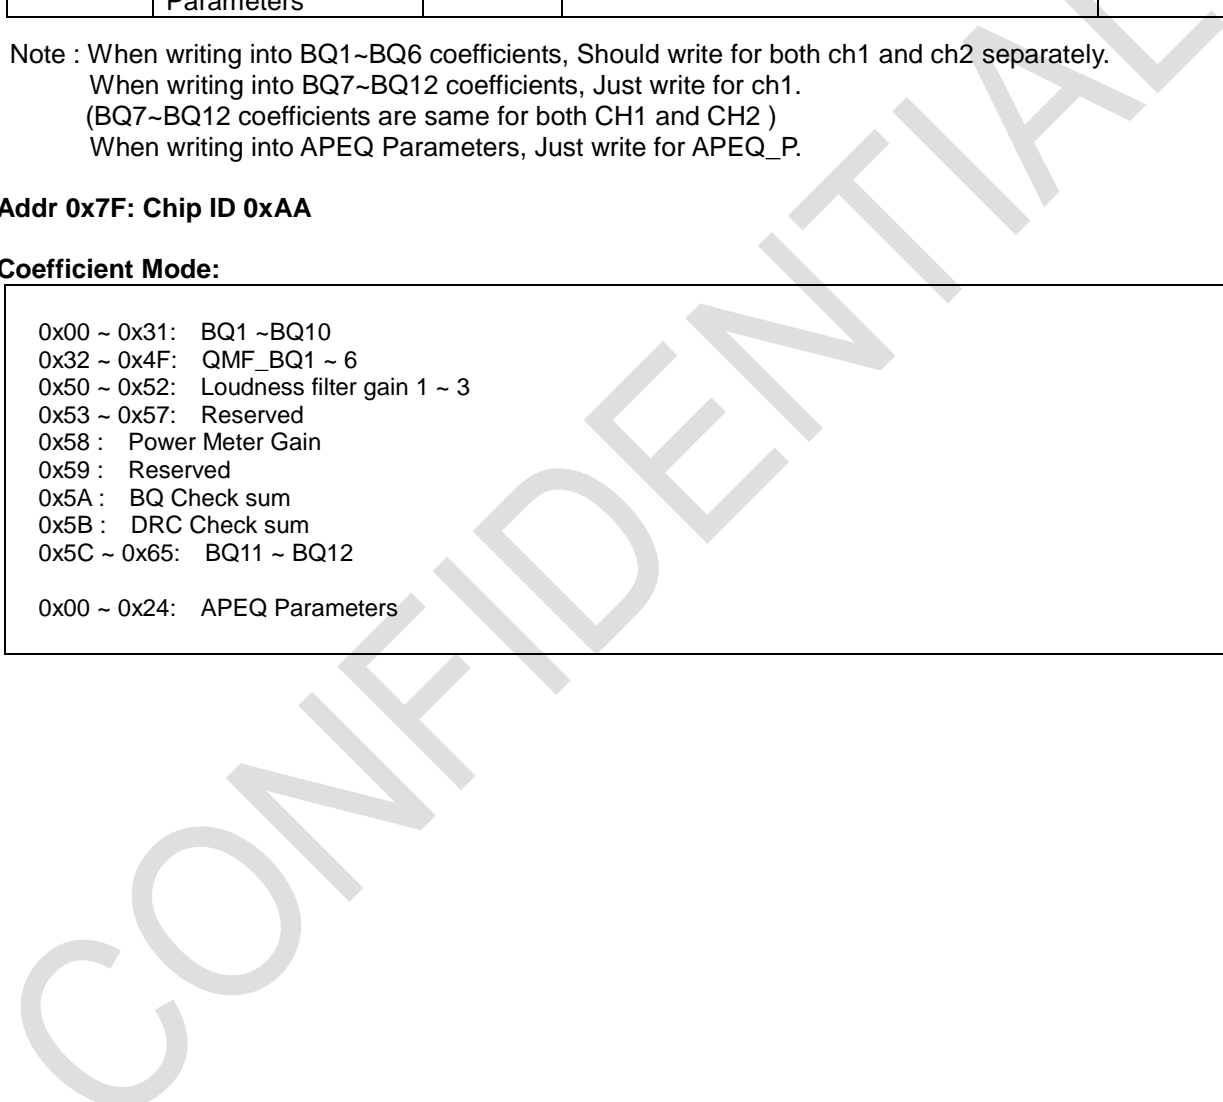 Parameters
Note : When writing into BQ1~BQ6 coefficients, Should write for both ch1 and ch2 separately.
When writing into BQ7~BQ12 coefficients, Just write for ch1.
(BQ7~BQ12 coefficients are same for both CH1 and CH2 )
When writing into APEQ Parameters, Just write for APEQ_P.
Addr 0x7F: Chip ID 0xAA
Coefficient Mode:
0x00 ~ 0x31: BQ1 ~BQ10
0x32 ~ 0x4F: QMF_BQ1 ~ 6
0x50 ~ 0x52: Loudness filter gain 1 ~ 3
0x53 ~ 0x57: Reserved
0x58 : Power Meter Gain
0x59 : Reserved
0x5A : BQ Check sum
0x5B : DRC Check sum
0x5C ~ 0x65: BQ11 ~ BQ12
0x00 ~ 0x24: APEQ Parameters
CONFIDENTIAL